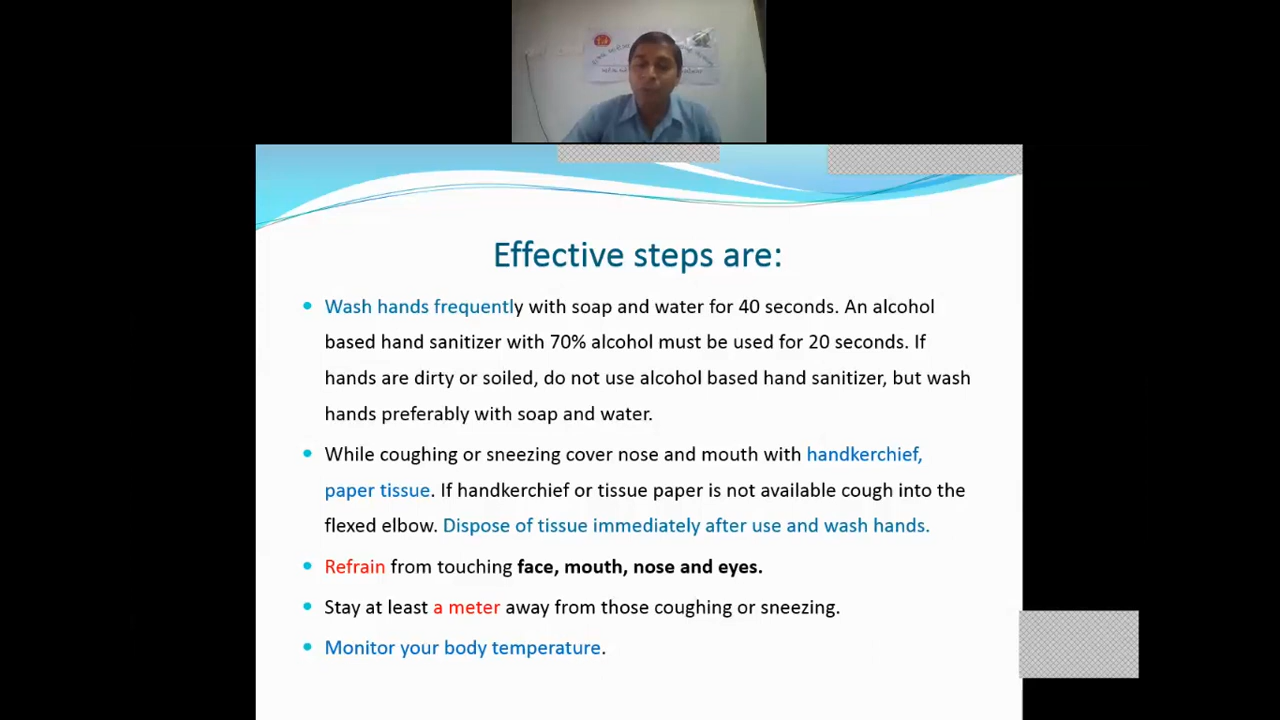 Effective steps are:
• Wash hands frequently with soap and water for 40 seconds. An alcohol
based hand sanitizer with 70% alcohol must be used for 20 seconds. If
hands are dirty or soiled, do not use alcohol based hand sanitizer, but wash
hands preferably with soap and water.
• While coughing or sneezing cover nose and mouth with handkerchief,
paper tissue. If handkerchief or tissue paper is not available cough into the
flexed elbow. Dispose of tissue immediately after use and wash hands.
• Refrain from touching face, mouth, nose and eyes.
• Stay at least a meter away from those coughing or sneezing.
• Monitor your body temperature.